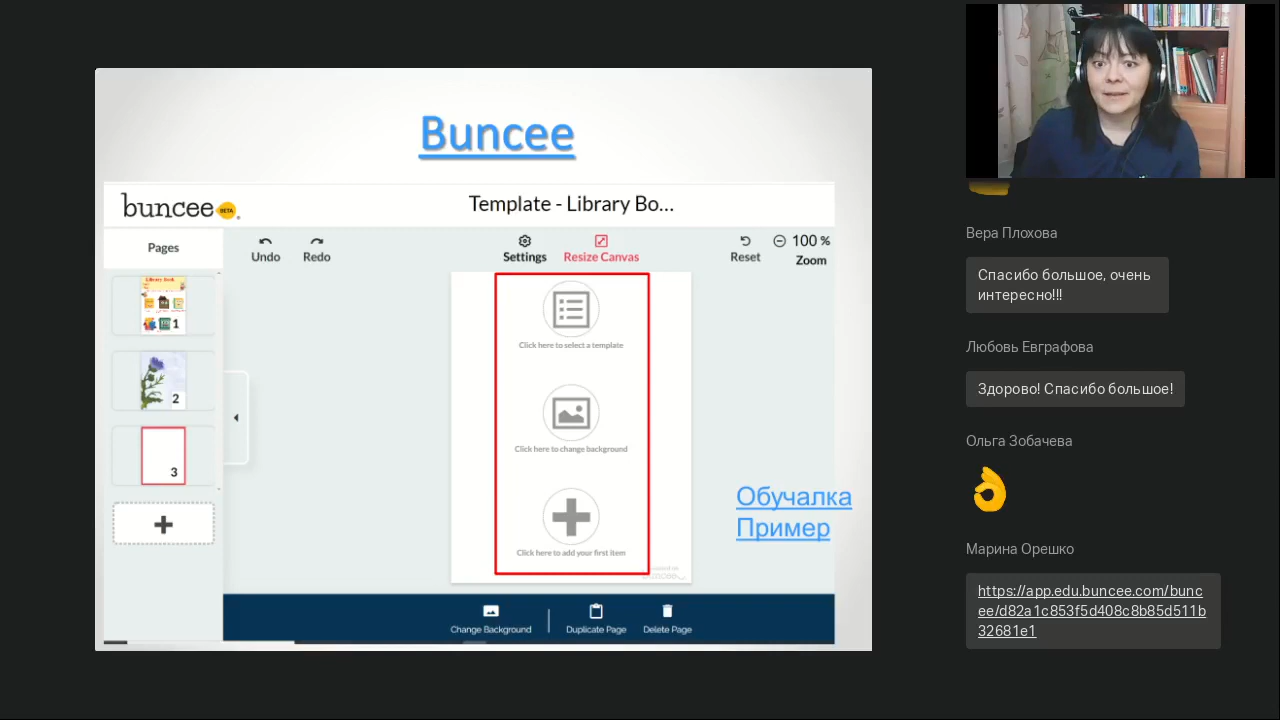 Buncee
buncee BETA
Template - Library Bo...
Pages
Undo
Redo
Settings
Resize Canvas
Reset
100 %
Zoom
Library Book
1
2
3
Click here to select a template
Click here to change background
Click here to add your first item
buncee
Обучалка
Пример
Change Background
Duplicate Page
Delete Page
Вера Плохова
Спасибо большое, очень
интересно!!!
Любовь Евграфова
Здорово! Спасибо большое!
Ольга Зобачева
Марина Орешко
https://app.edu.buncee.com/bunc
ee/d82a1c853f5d408c8b85d511b
32681e1